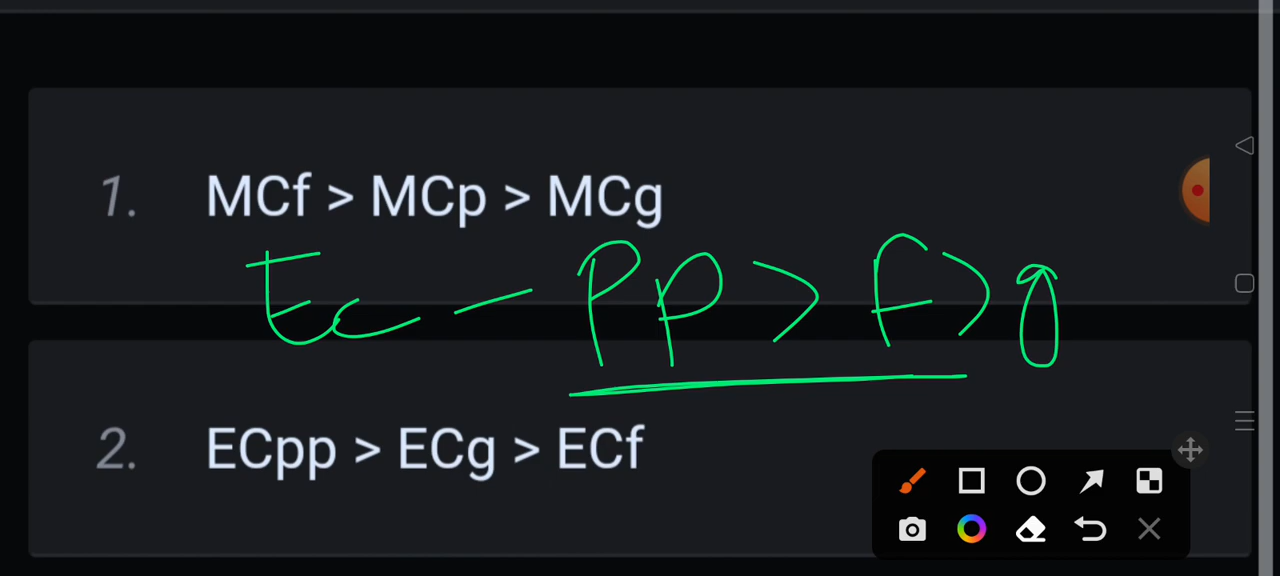 1. MCf > MCp > MCg
Ec - PP > F > g
2. ECpp > ECg > ECf